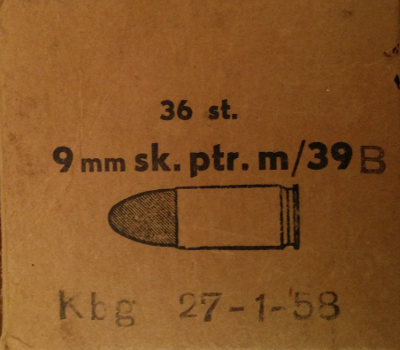 36 st.
9 mm sk. ptr. m/39 B
Kbg 27-1-58